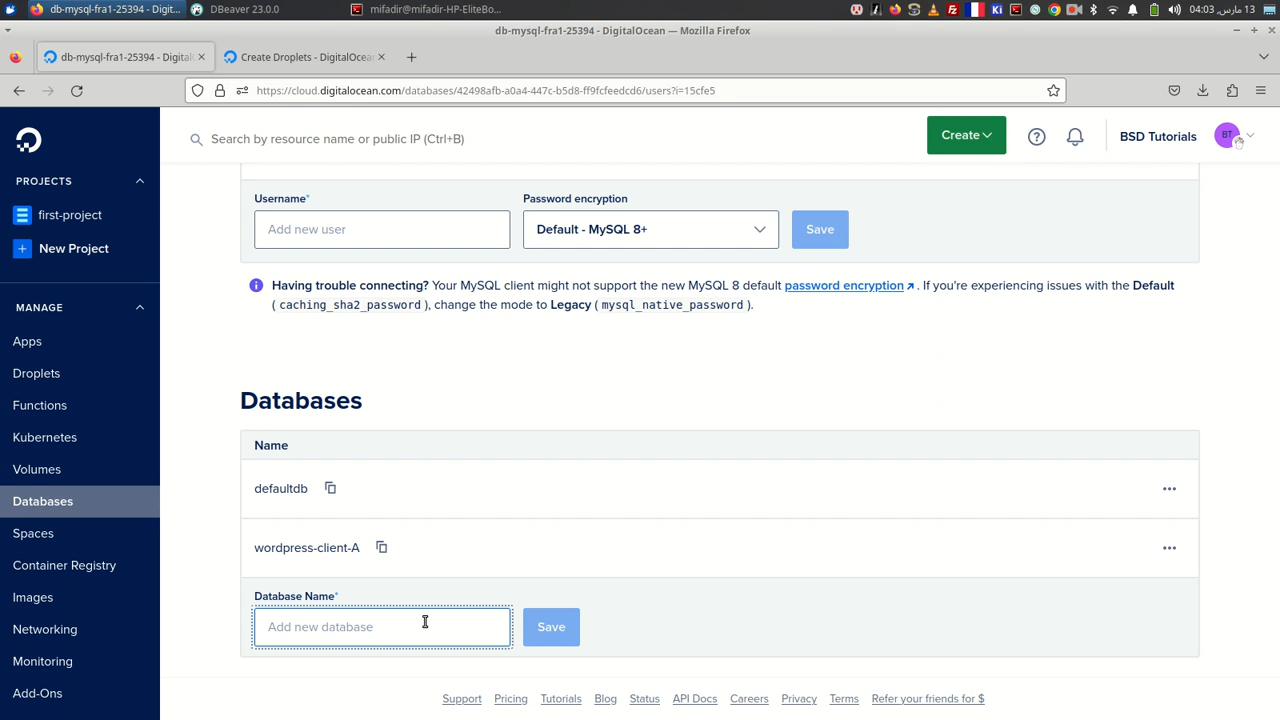 db-mysql-fra1-25394 - Digit...
DBeaver 23.0.0
mifadir@mifadir-HP-EliteBo...
04:03 ,13 مارس
db-mysql-fra1-25394 - DigitalOcean — Mozilla Firefox
db-mysql-fra1-25394 - Digital
Create Droplets - DigitalOcea
https://cloud.digitalocean.com/databases/42498afb-a0a4-447c-b5d8-ff9fcfeedcd6/users?i=15cfe5
Search by resource name or public IP (Ctrl+B)
Create
BSD Tutorials
BT
PROJECTS
first-project
New Project
MANAGE
Apps
Droplets
Functions
Kubernetes
Volumes
Databases
Spaces
Container Registry
Images
Networking
Monitoring
Add-Ons
Username*
Password encryption
Add new user
Default - MySQL 8+
Save
Having trouble connecting? Your MySQL client might not support the new MySQL 8 default password encryption. If you're experiencing issues with the Default
( caching_sha2_password ), change the mode to Legacy ( mysql_native_password ).
Databases
Name
defaultdb
wordpress-client-A
Database Name*
Add new database
Save
Support
Pricing
Tutorials
Blog
Status
API Docs
Careers
Privacy
Terms
Refer your friends for $